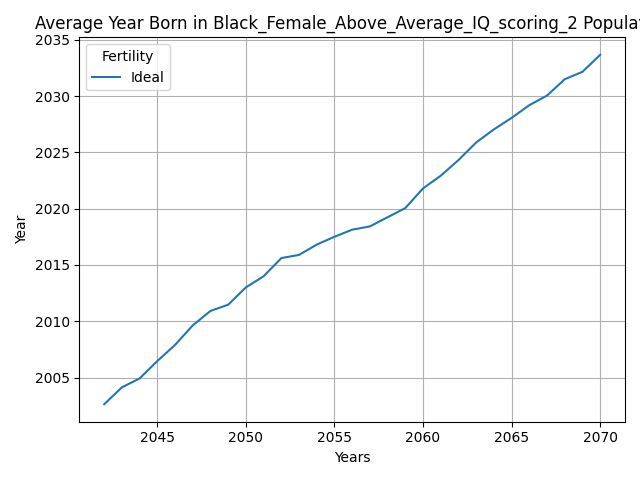 Average Year Born in Black_Female_Above_Average_IQ_scoring_2 Populat
Fertility
Ideal
2035
2030
2025
2020
2015
2010
2005
Year
2045 2050 2055 2060 2065 2070
Years